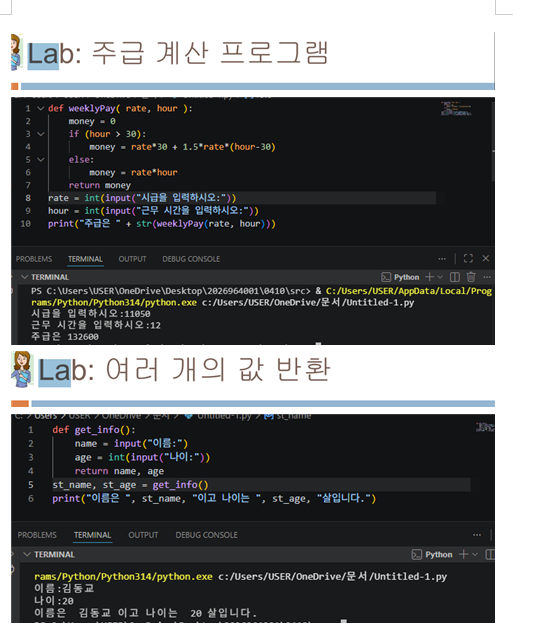 Lab: 주급 계산 프로그램
1 def weeklyPay( rate, hour ):
2 money = 0
3 if (hour > 30):
4 money = rate*30 + 1.5*rate*(hour-30)
5 else:
6 money = rate*hour
7 return money
8 rate = int(input("시급을 입력하시오:"))
9 hour = int(input("근무 시간을 입력하시오:"))
10 print("주급은 " + str(weeklyPay(rate, hour)))
PROBLEMS TERMINAL OUTPUT DEBUG CONSOLE
TERMINAL Python
PS C:\Users\USER\OneDrive\Desktop\2026964001\0410\src> & C:/Users/USER/AppData/Local/Prog
rams/Python/Python314/python.exe c:/Users/USER/OneDrive/문서/Untitled-1.py
시급을 입력하시오:11050
근무 시간을 입력하시오:12
주급은 132600
Lab: 여러 개의 값 반환
C: > Users > USER > OneDrive > 문서 > Untitled-1.py > st_name
1 def get_info():
2 name = input("이름:")
3 age = int(input("나이:"))
4 return name, age
5 st_name, st_age = get_info()
6 print("이름은 ", st_name, "이고 나이는 ", st_age, "살입니다.")
PROBLEMS TERMINAL OUTPUT DEBUG CONSOLE
TERMINAL Python
rams/Python/Python314/python.exe c:/Users/USER/OneDrive/문서/Untitled-1.py
이름:김동교
나이:20
이름은  김동교 이고 나이는  20 살입니다.